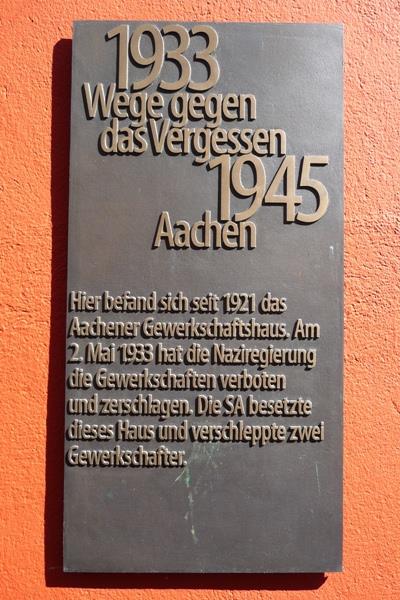 1933
Wege gegen
das Vergessen
1945
Aachen
Hier befand sich seit 1921 das
Aachener Gewerkschaftshaus. Am
2. Mai 1933 hat die Naziregierung
die Gewerkschaften verboten
und zerschlagen. Die SA besetzte
dieses Haus und verschleppte zwei
Gewerkschafter.